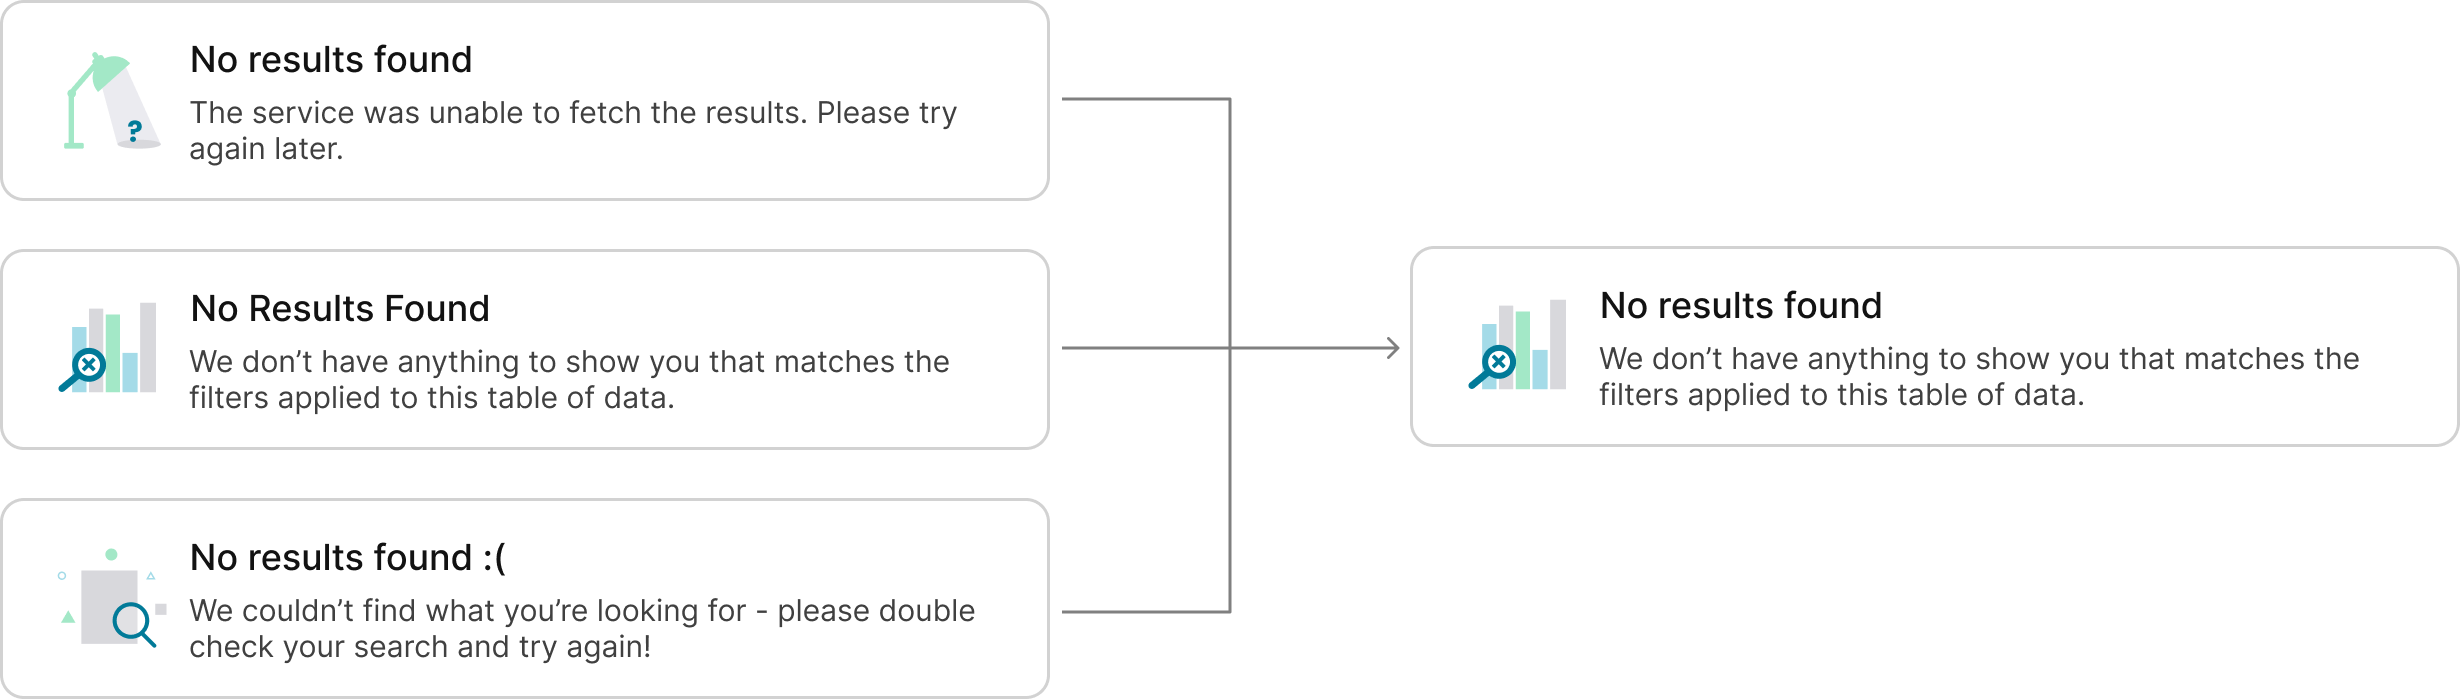 No results found
The service was unable to fetch the results. Please try
again later.
No Results Found
We don’t have anything to show you that matches the
filters applied to this table of data.
No results found :(
We couldn’t find what you’re looking for - please double
check your search and try again!
No results found
We don’t have anything to show you that matches the
filters applied to this table of data.
?